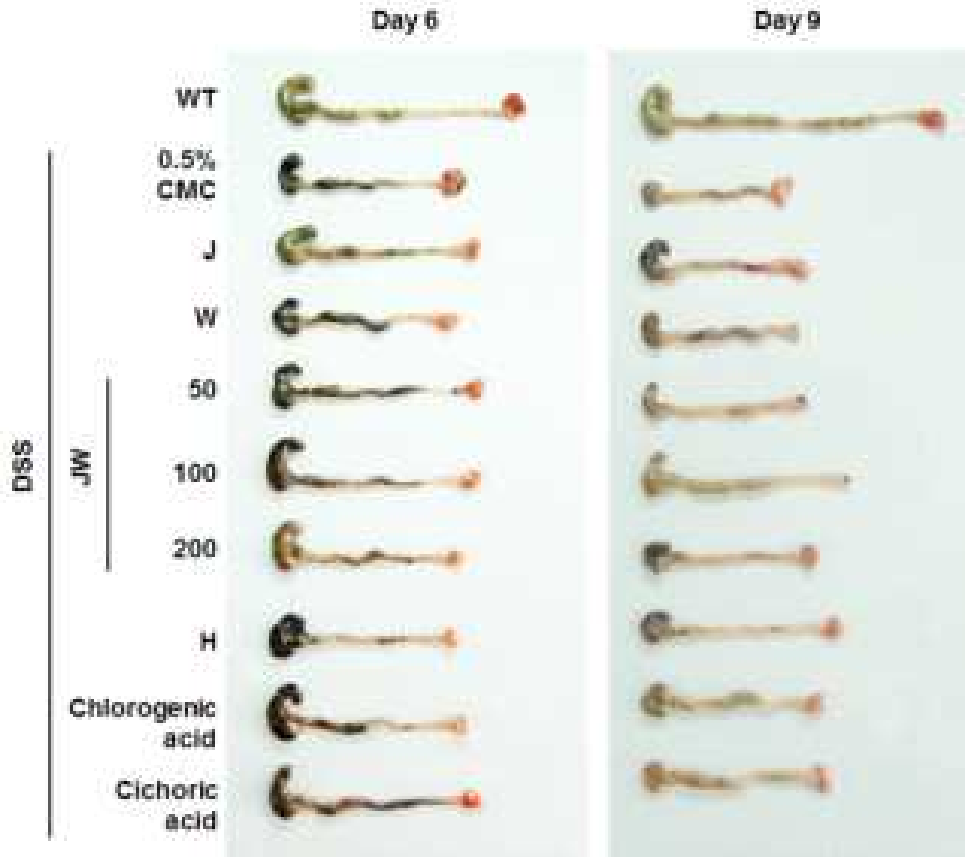 Day 6
Day 9
WT
0.5%
CMC
J
W
50
100
200
H
Chlorogenic
acid
Cichoric
acid
DSS
JW